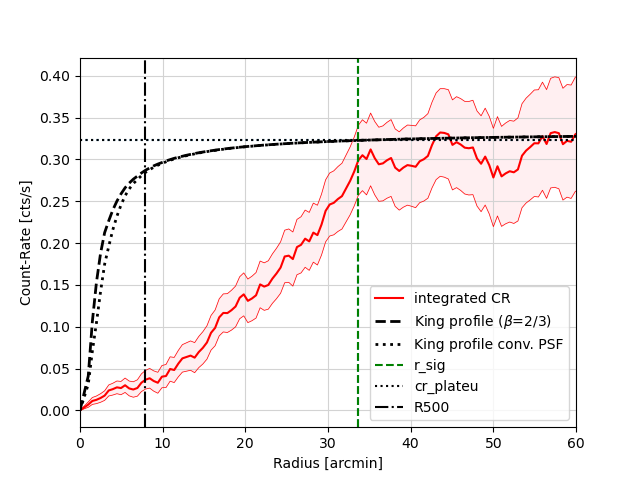 0.40
0.35
0.30
0.25
0.20
0.15
0.10
0.05
0.00
Count-Rate [cts/s]
integrated CR
King profile (β=2/3)
King profile conv. PSF
r_sig
cr_plateu
R500
0 10 20 30 40 50 60
Radius [arcmin]